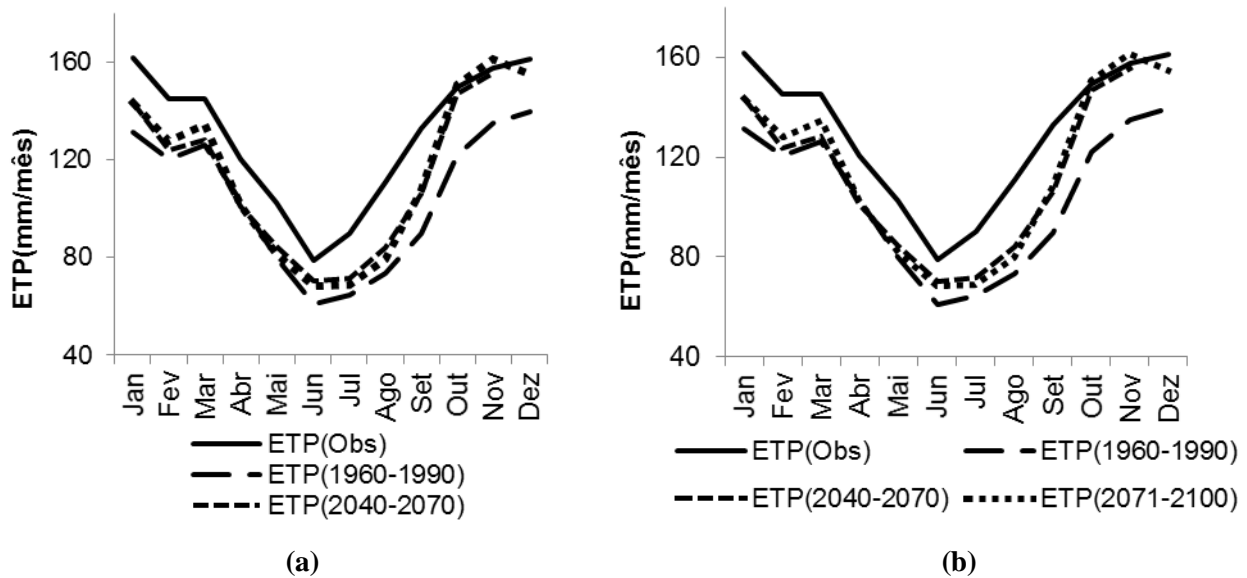 160
120
80
40
ETP(mm/mês)
Jan Fev Mar Abr Mai Jun Jul Ago Set Out Nov Dez
ETP(Obs)
ETP(1960-1990)
ETP(2040-2070)
(a)
160
120
80
40
ETP(mm/mês)
Jan Fev Mar Abr Mai Jun Jul Ago Set Out Nov Dez
ETP(Obs) ETP(1960-1990)
ETP(2040-2070) ETP(2071-2100)
(b)